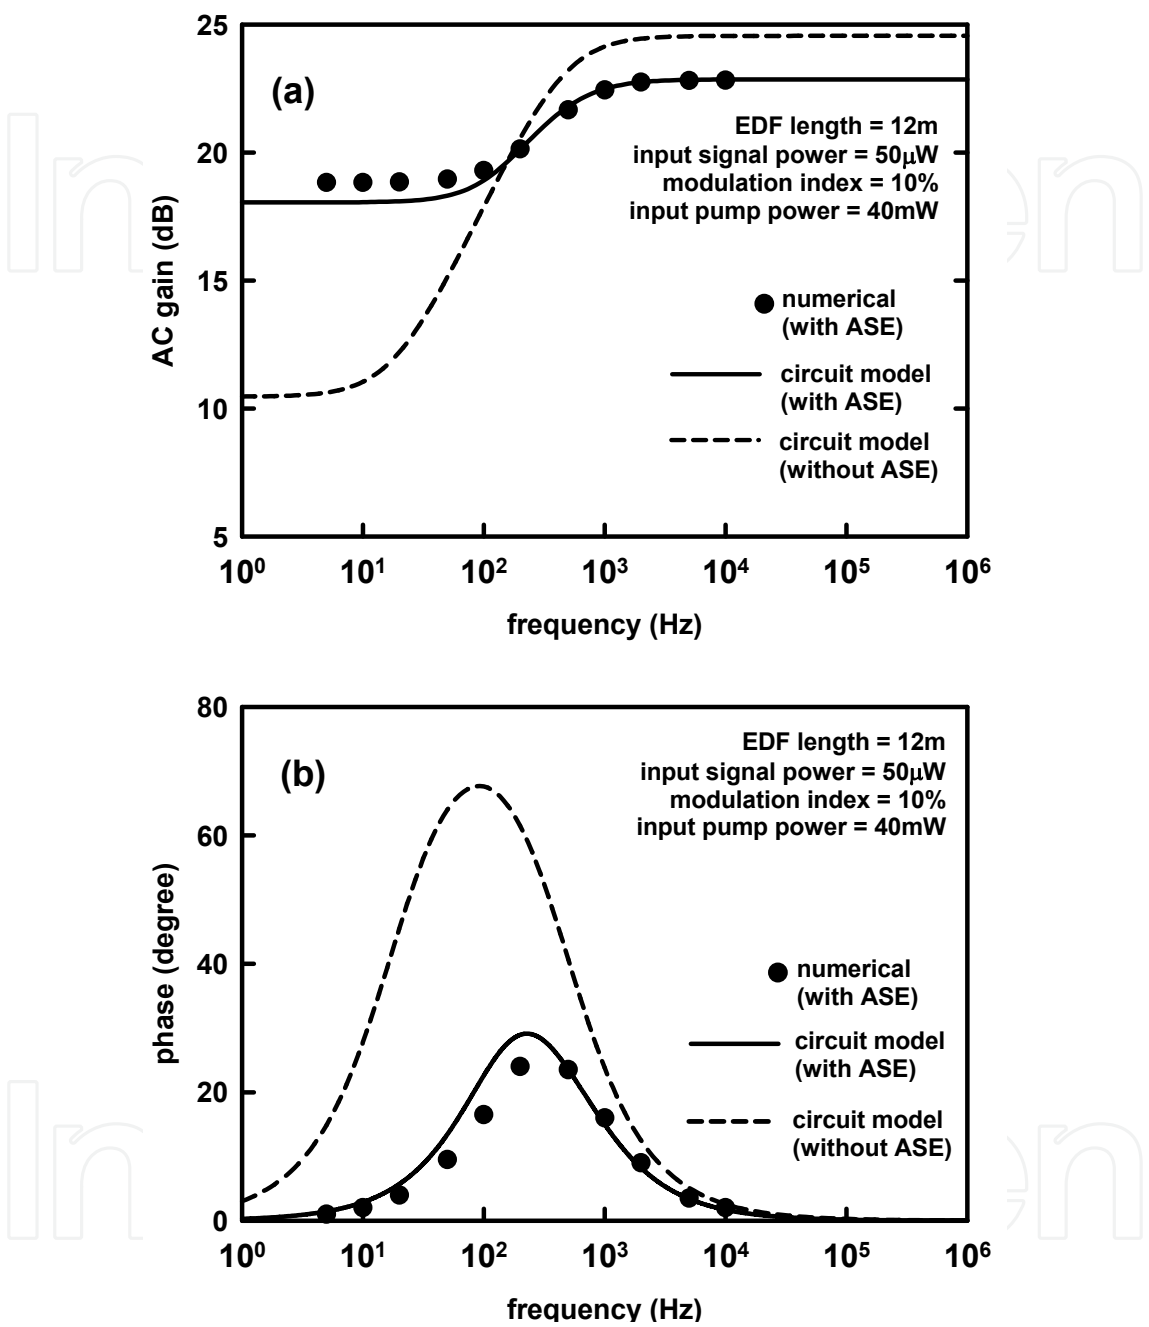 25
20
15
10
5
AC gain (dB)
(a)
EDF length = 12m
input signal power = 50μW
modulation index = 10%
input pump power = 40mW
numerical
(with ASE)
circuit model
(with ASE)
circuit model
(without ASE)
10⁰ 10¹ 10² 10³ 10⁴ 10⁵ 10⁶
frequency (Hz)
80
60
40
20
0
phase (degree)
(b)
EDF length = 12m
input signal power = 50μW
modulation index = 10%
input pump power = 40mW
numerical
(with ASE)
circuit model
(with ASE)
circuit model
(without ASE)
10⁰ 10¹ 10² 10³ 10⁴ 10⁵ 10⁶
frequency (Hz)